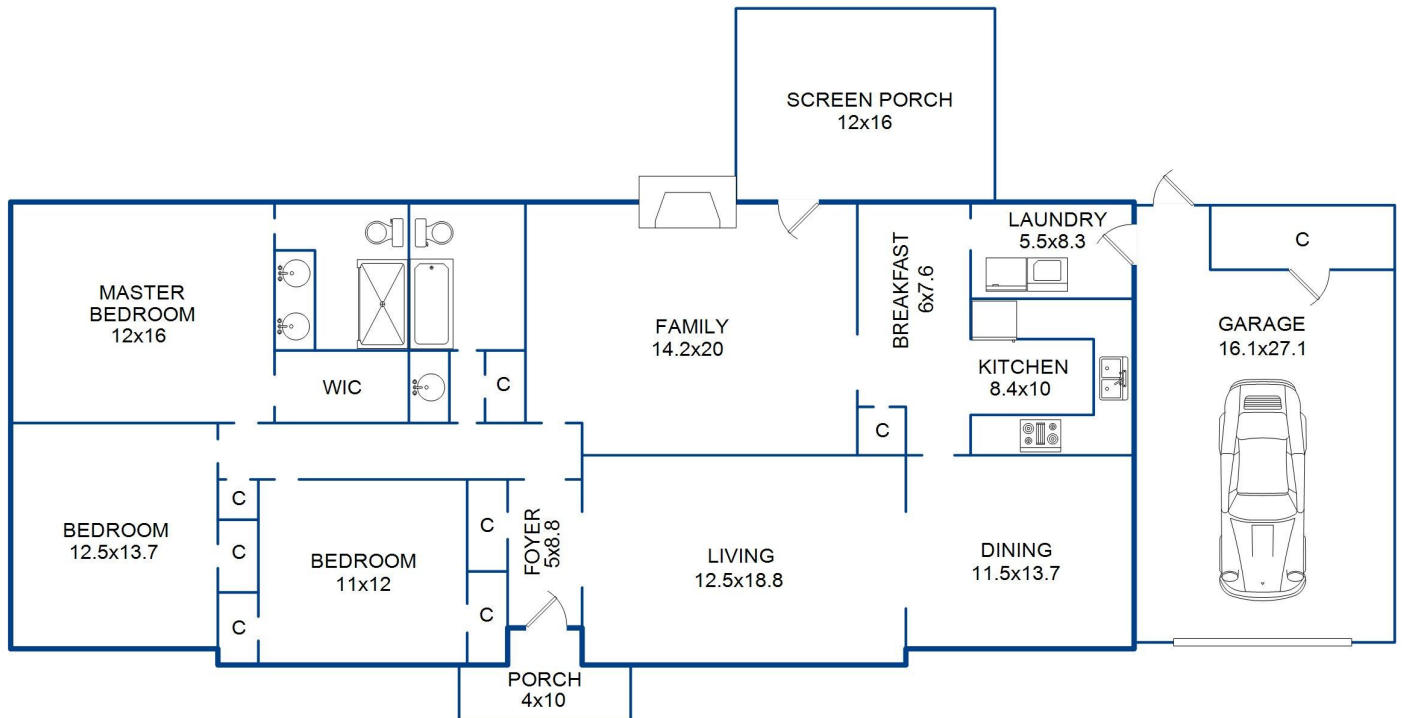 SCREEN PORCH
12x16
LAUNDRY
5.5x8.3
C
MASTER
BEDROOM
12x16
FAMILY
14.2x20
BREAKFAST
6x7.6
GARAGE
16.1x27.1
KITCHEN
8.4x10
WIC
C
C
C
BEDROOM
12.5x13.7
C
C
BEDROOM
11x12
C
C
FOYER
5x8.8
LIVING
12.5x18.8
DINING
11.5x13.7
C
PORCH
4x10